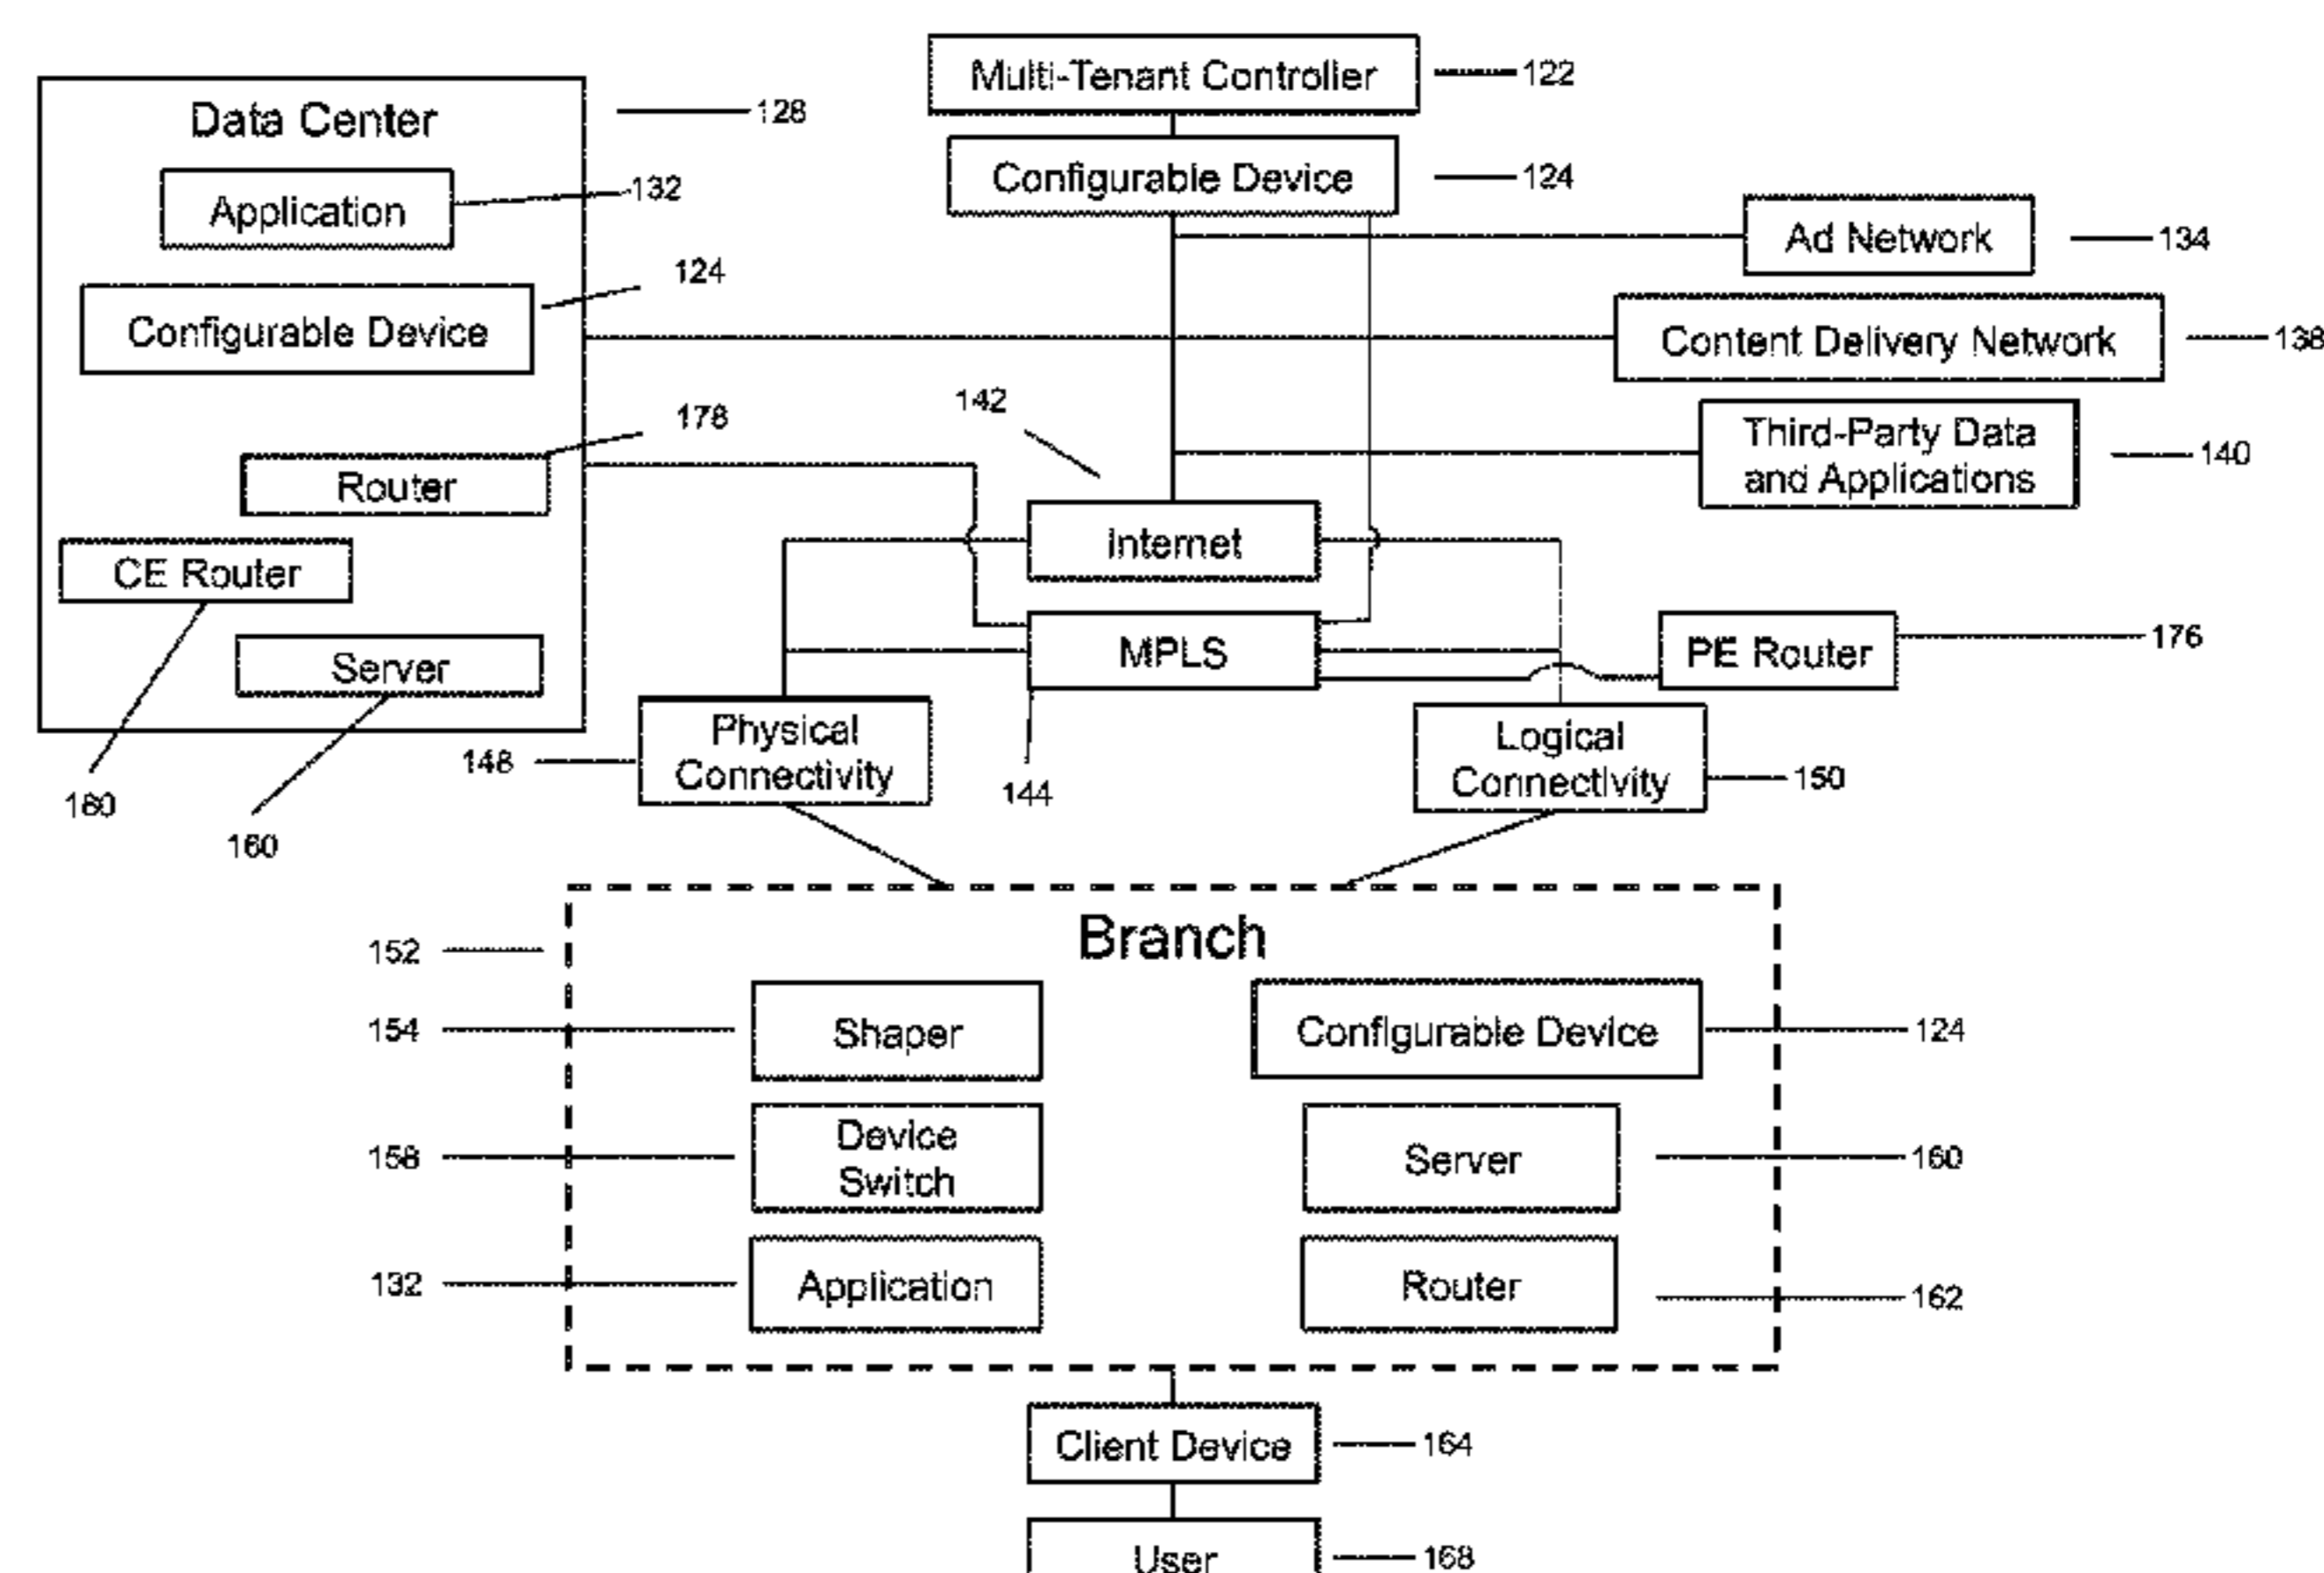 Multi-Tenant Controller
122
Data Center
128
Configurable Device
124
Application
132
Ad Network
134
Configurable Device
124
Content Delivery Network
138
Third-Party Data
and Applications
140
142
Router
178
Internet
CE Router
180
MPLS
144
PE Router
176
Server
160
Physical
Connectivity
148
Logical
Connectivity
150
Branch
152
Shaper
154
Configurable Device
124
Device
Switch
158
Server
160
Application
132
Router
162
Client Device
164
User
168